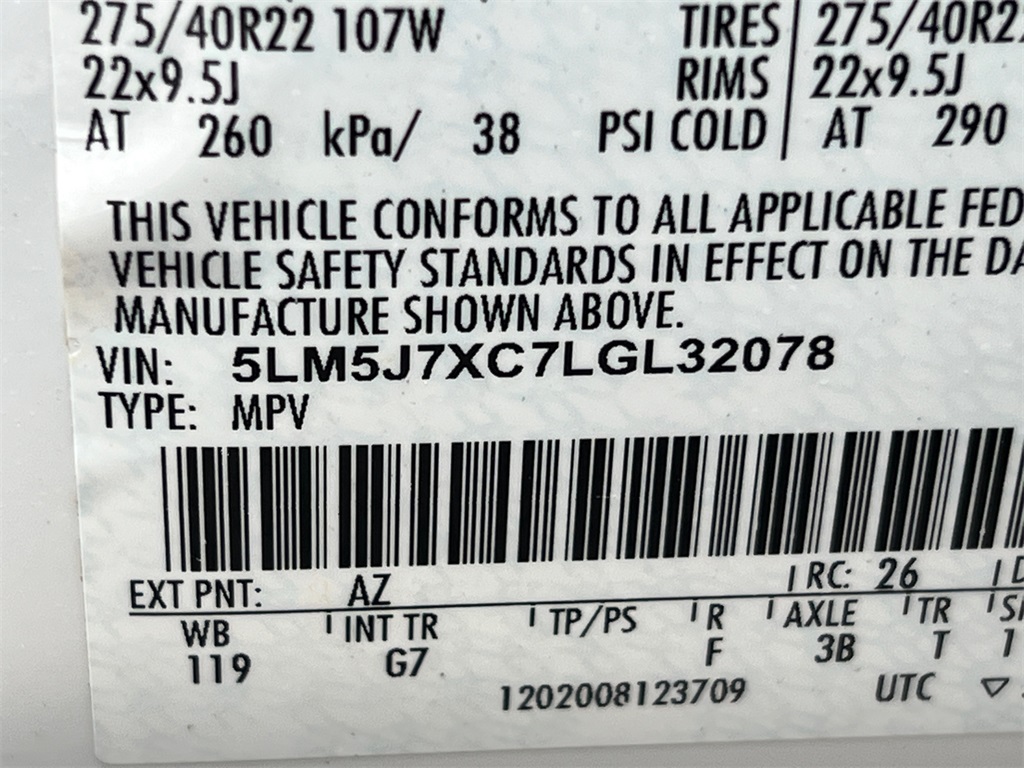 275/40R22 107W TIRES 275/40R22
22x9.5J RIMS 22x9.5J
AT 260 kPa/ 38 PSI COLD AT 290
THIS VEHICLE CONFORMS TO ALL APPLICABLE FED
VEHICLE SAFETY STANDARDS IN EFFECT ON THE DA
MANUFACTURE SHOWN ABOVE.
VIN: 5LM5J7XC7LGL32078
TYPE: MPV
EXT PNT: AZ RC: 26 D
WB INT TR TP/PS R AXLE TR
119 G7 F 3B T 1
1202008123709 UTC